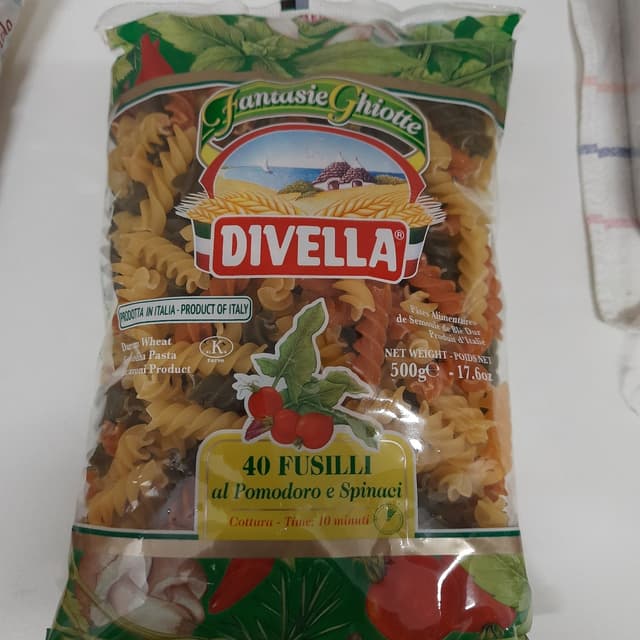 Fantasie Ghiotte
DIVELLA®
PRODOTTA IN ITALIA - PRODUCT OF ITALY
Durum Wheat
Pasta
Macaroni Product
K
Parve
Pâtes Alimentaires
de Semoule de Blé Dur
Produit d'Italie
NET WEIGHT - POIDS NET
500g℮ - 17.6oz
40 FUSILLI
al Pomodoro e Spinaci
Cottura - Time: 10 minuti